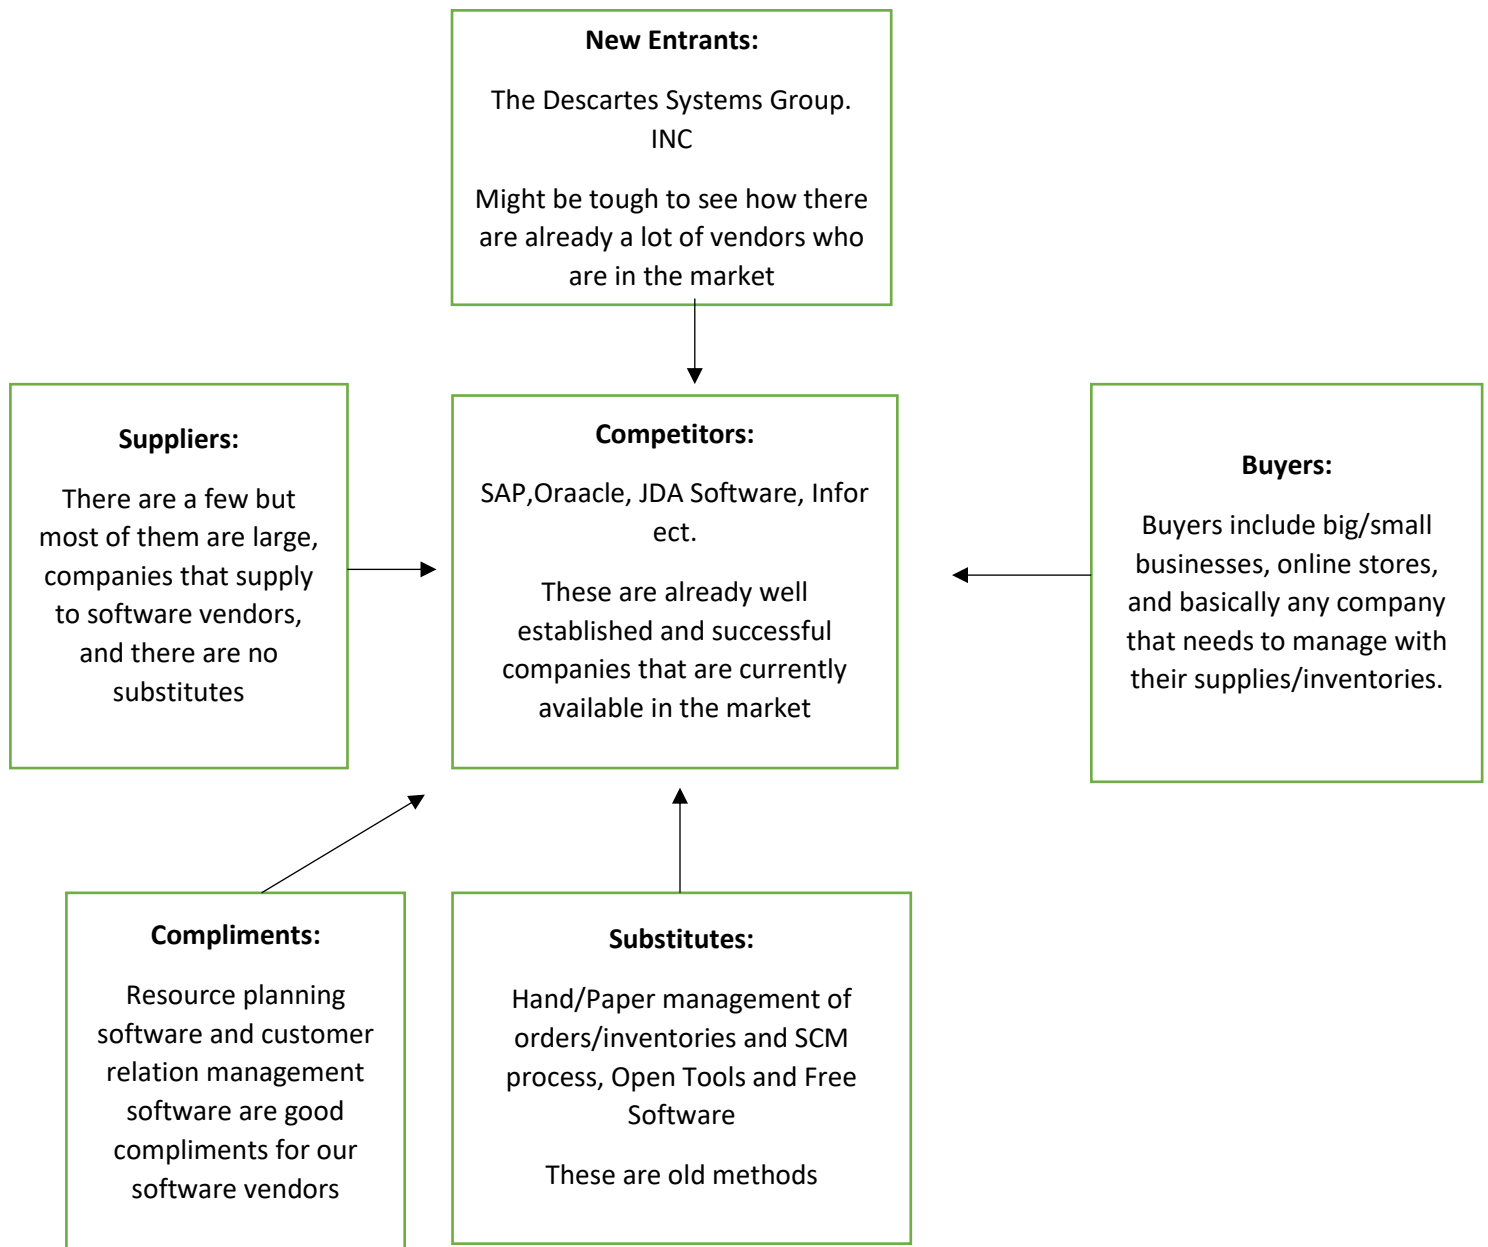 New Entrants:
The Descartes Systems Group.
INC
Might be tough to see how there
are already a lot of vendors who
are in the market
Suppliers:
There are a few but
most of them are large,
companies that supply
to software vendors,
and there are no
substitutes
Competitors:
SAP,Oraacle, JDA Software, Infor
ect.
These are already well
established and successful
companies that are currently
available in the market
Buyers:
Buyers include big/small
businesses, online stores,
and basically any company
that needs to manage with
their supplies/inventories.
Compliments:
Resource planning
software and customer
relation management
software are good
compliments for our
software vendors
Substitutes:
Hand/Paper management of
orders/inventories and SCM
process, Open Tools and Free
Software
These are old methods